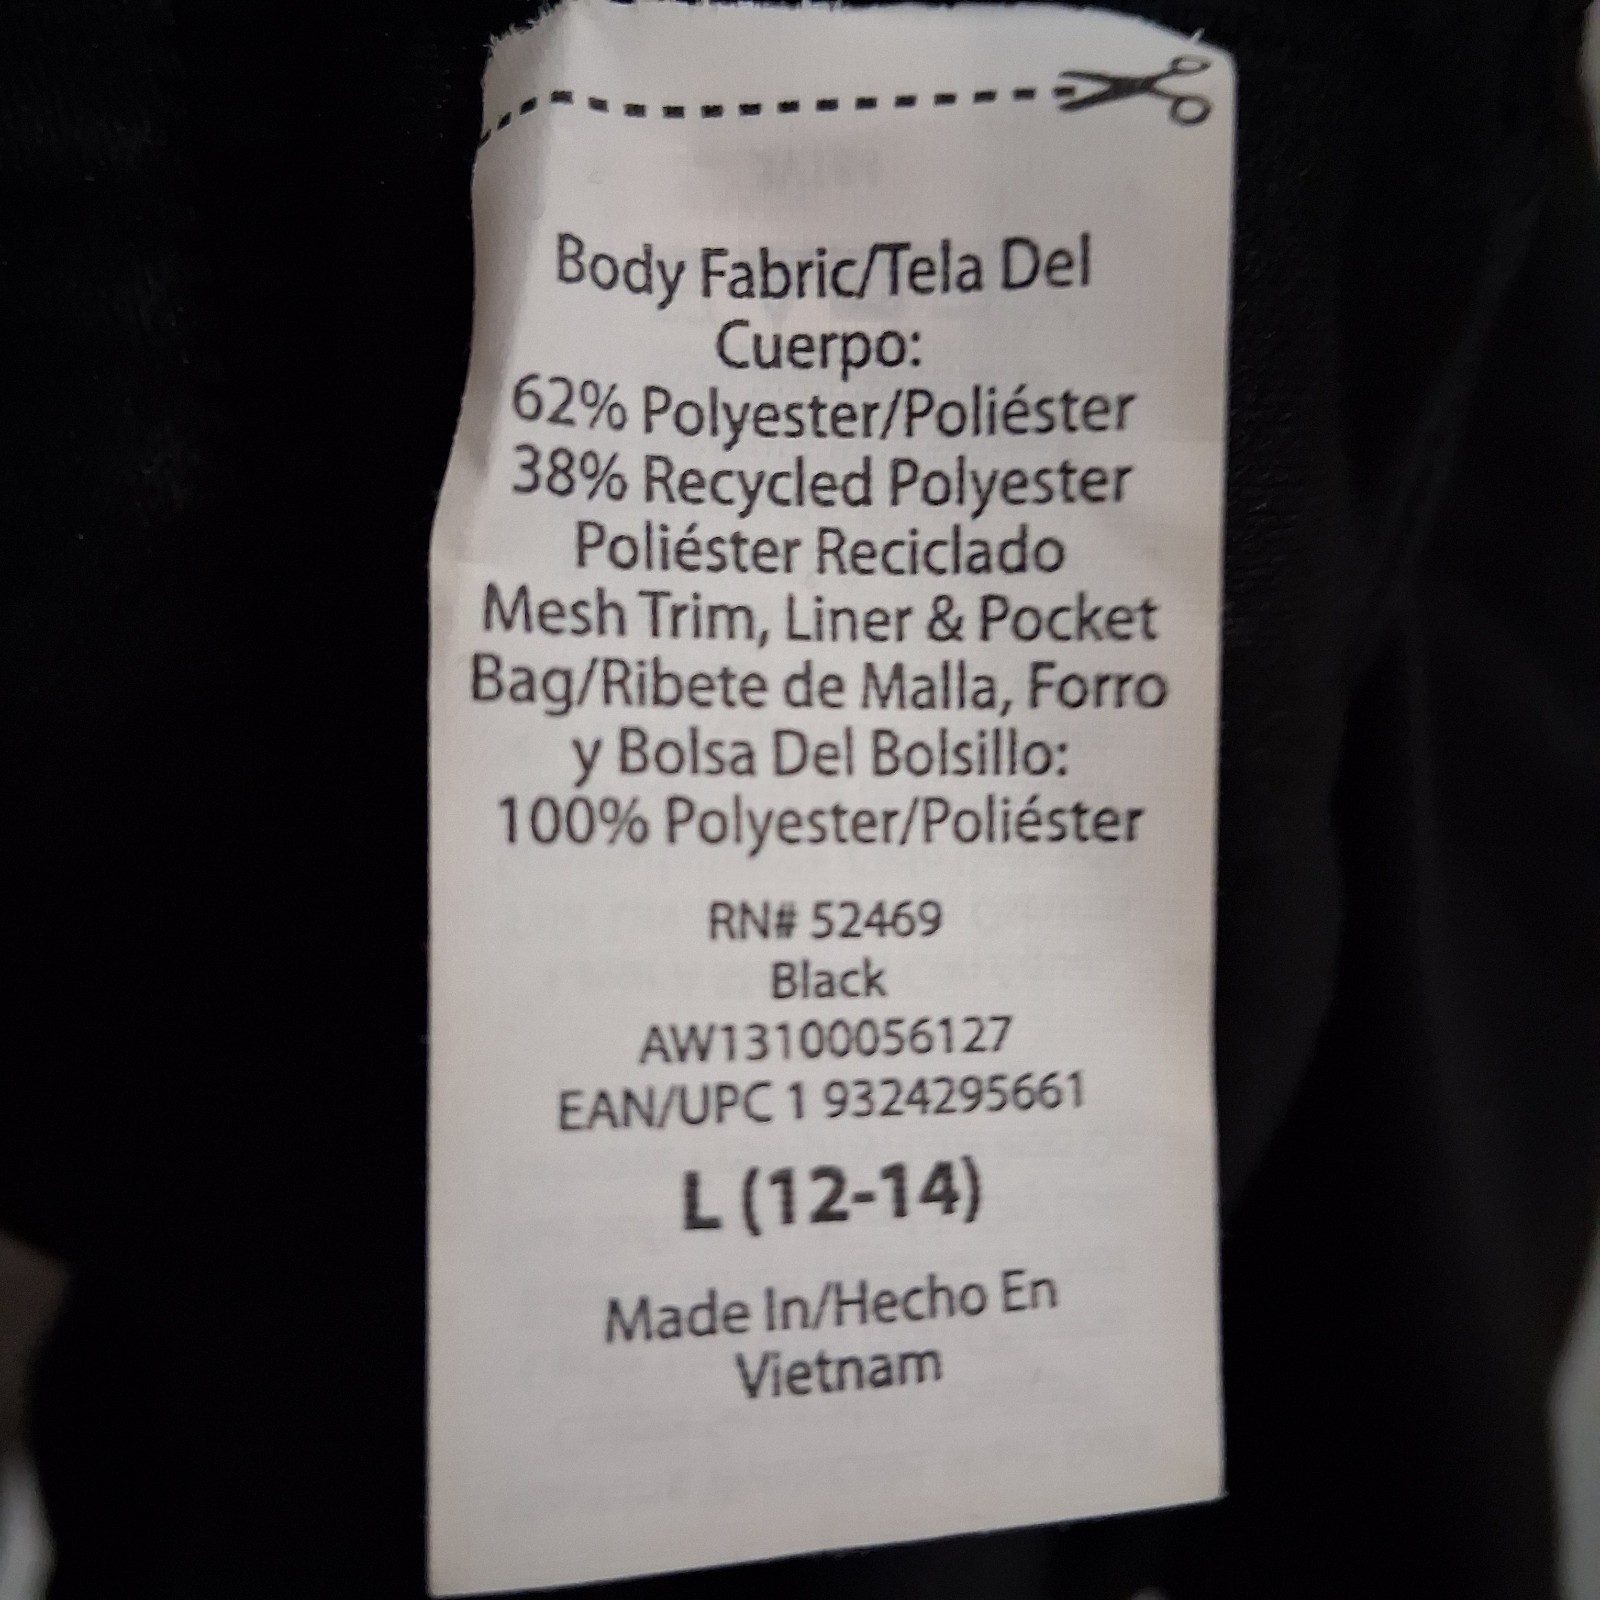 Body Fabric/Tela Del
Cuerpo:
62% Polyester/Poliéster
38% Recycled Polyester
Poliéster Reciclado
Mesh Trim, Liner & Pocket
Bag/Ribete de Malla, Forro
y Bolsa Del Bolsillo:
100% Polyester/Poliéster
RN# 52469
Black
AW13100056127
EAN/UPC 1 9324295661
L (12-14)
Made In/Hecho En
Vietnam